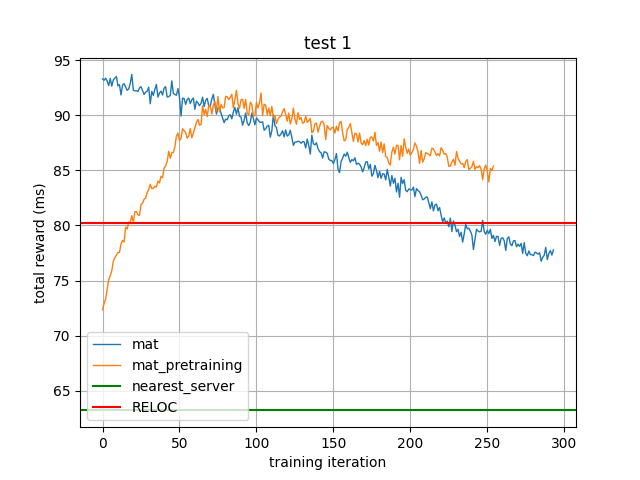 test 1
95
90
85
80
75
70
65
total reward (ms)
mat
mat_pretraining
nearest_server
RELOC
0 50 100 150 200 250 300
training iteration